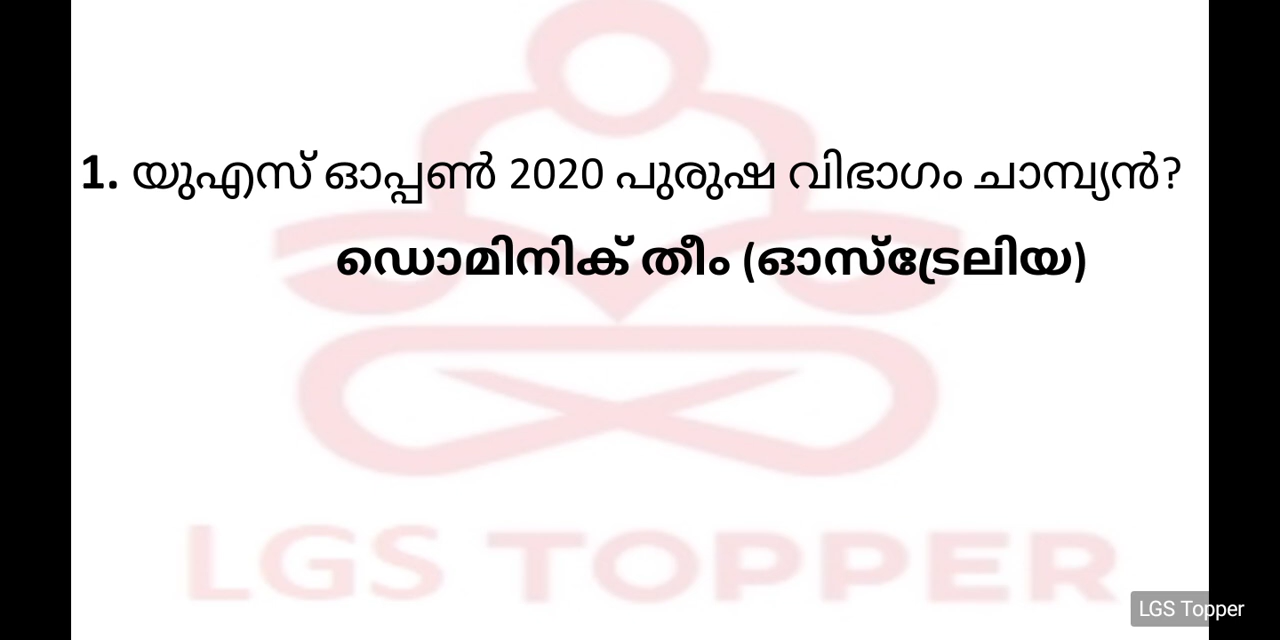 1. യുഎസ് ഓപ്പൺ 2020 പുരുഷ വിഭാഗം ചാമ്പ്യൻ?
ഡൊമിനിക് തീം (ഓസ്ട്രേലിയ)
LGS TOPPER
LGS Topper